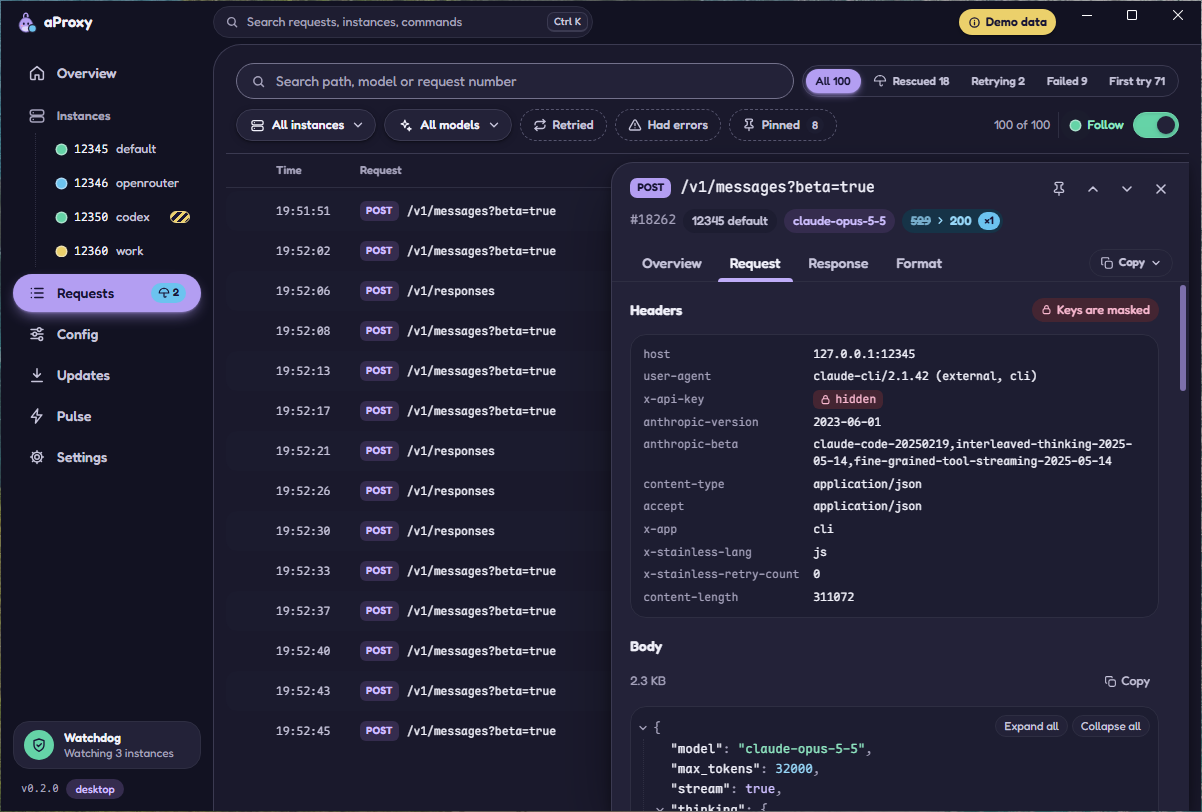 aProxy
Search requests, instances, commands
Ctrl K
Demo data
Overview
Instances
12345 default
12346 openrouter
12350 codex
12360 work
Requests
2
Config
Updates
Pulse
Settings
Watchdog
Watching 3 instances
v0.2.0 desktop
Search path, model or request number
All 100 Rescued 18 Retrying 2 Failed 9 First try 71
All instances All models Retried Had errors Pinned 8
100 of 100 Follow
Time Request
19:51:51 POST /v1/messages?beta=true
19:52:02 POST /v1/messages?beta=true
19:52:06 POST /v1/responses
19:52:08 POST /v1/messages?beta=true
19:52:13 POST /v1/messages?beta=true
19:52:17 POST /v1/messages?beta=true
19:52:21 POST /v1/responses
19:52:26 POST /v1/responses
19:52:30 POST /v1/responses
19:52:33 POST /v1/messages?beta=true
19:52:37 POST /v1/messages?beta=true
19:52:40 POST /v1/messages?beta=true
19:52:43 POST /v1/messages?beta=true
19:52:45 POST /v1/messages?beta=true
POST /v1/messages?beta=true
#18262 12345 default claude-opus-5-5 529 > 200 x1
Overview Request Response Format
Copy
Headers
Keys are masked
host 127.0.0.1:12345
user-agent claude-cli/2.1.42 (external, cli)
x-api-key hidden
anthropic-version 2023-06-01
anthropic-beta claude-code-20250219,interleaved-thinking-2025-
05-14,fine-grained-tool-streaming-2025-05-14
content-type application/json
accept application/json
x-app cli
x-stainless-lang js
x-stainless-retry-count 0
content-length 311072
Body
2.3 KB
Copy
{
Expand all Collapse all
"model": "claude-opus-5-5",
"max_tokens": 32000,
"stream": true,
"thinking": {